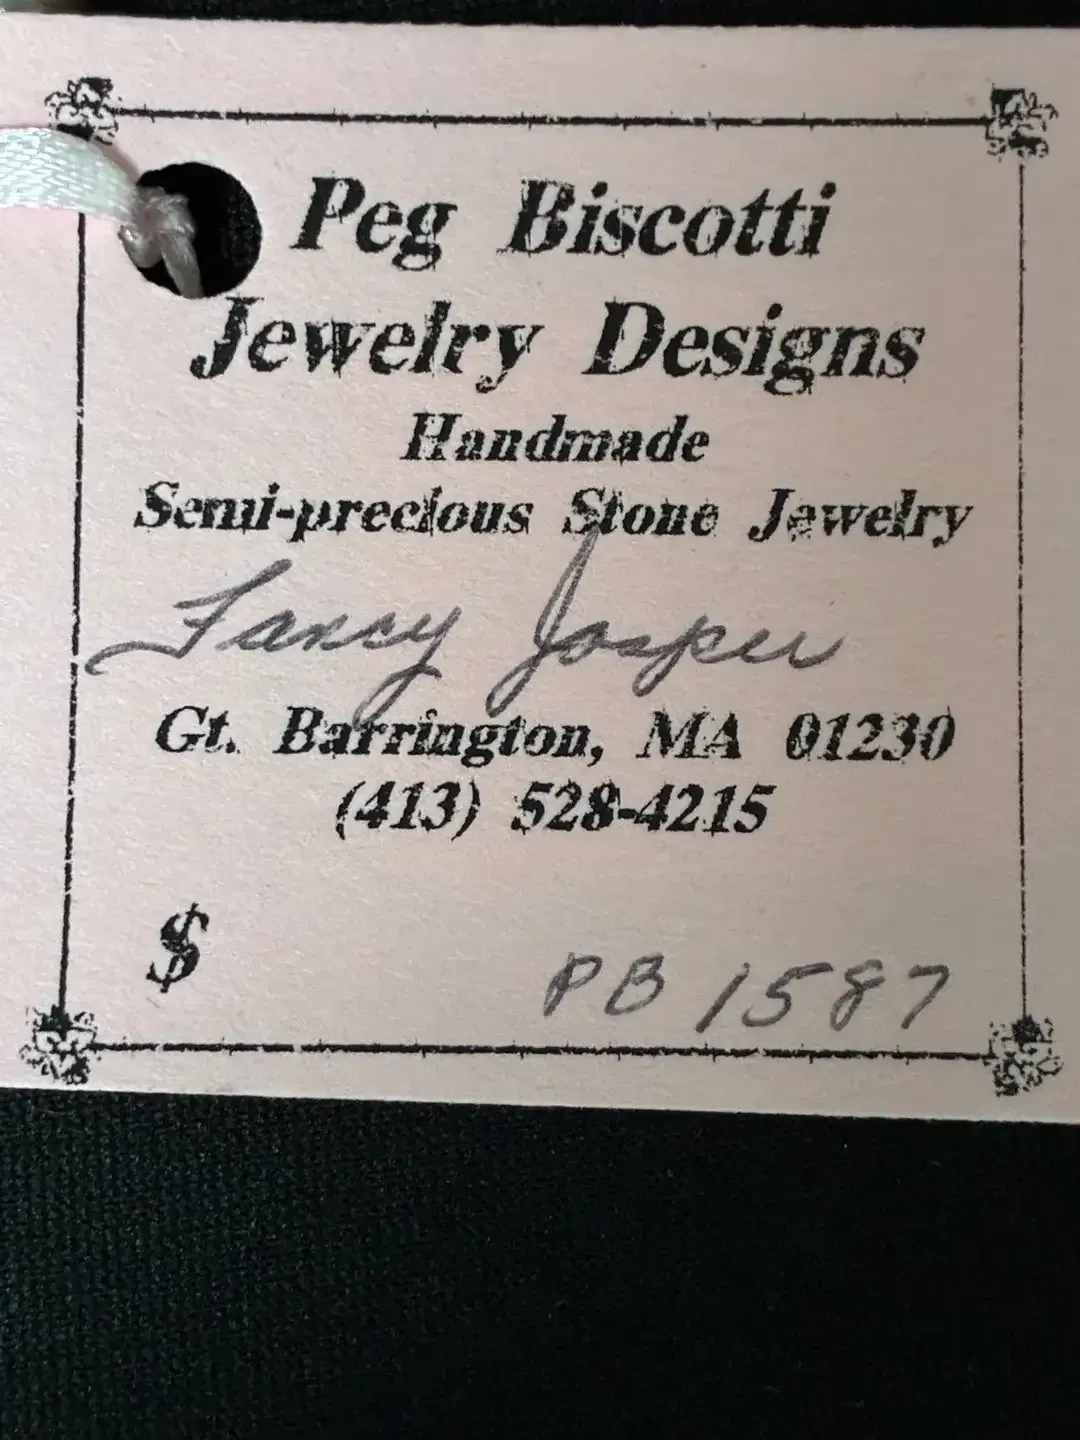 Peg Biscotti
Jewelry Designs
Handmade
Semi-precious Stone Jewelry
Fancy Jasper
Gt. Barrington, MA 01230
(413) 528-4215
$
PB 1587